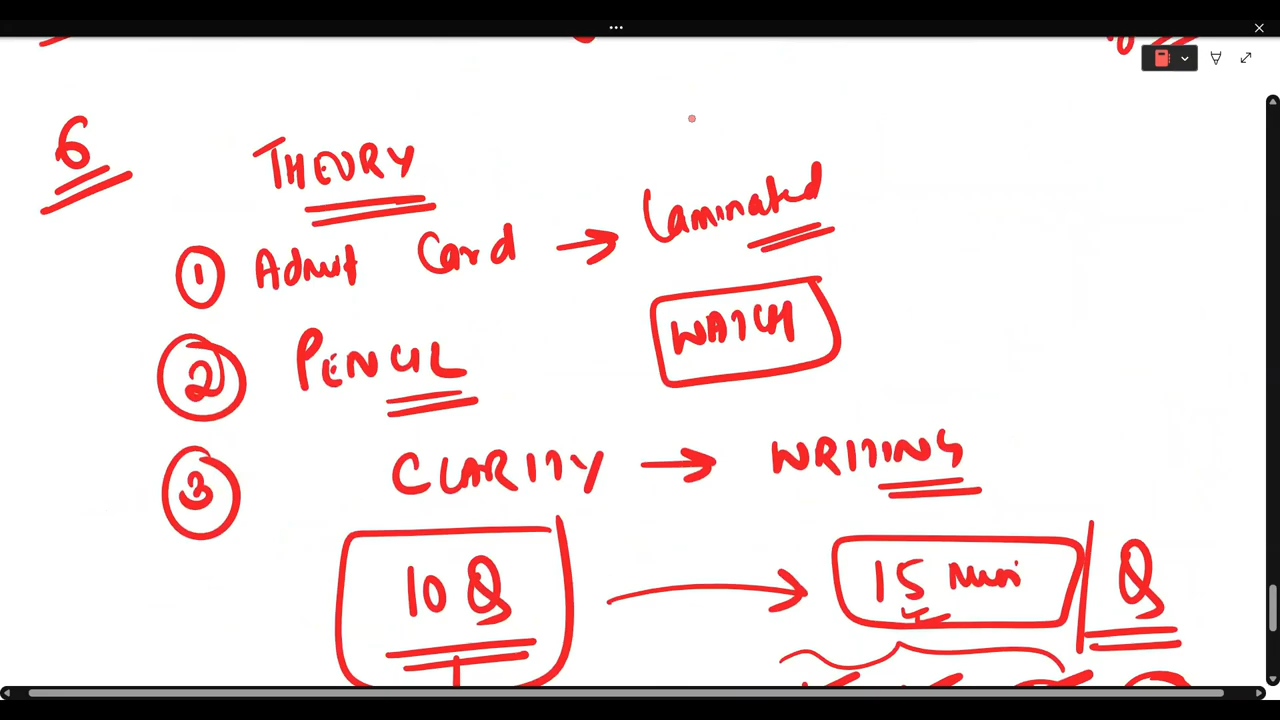 6 THEORY
① Admit Card → Laminated
WATCH
② PENCIL
③ CLARITY → WRITING
10 Q → 15 Min | Q